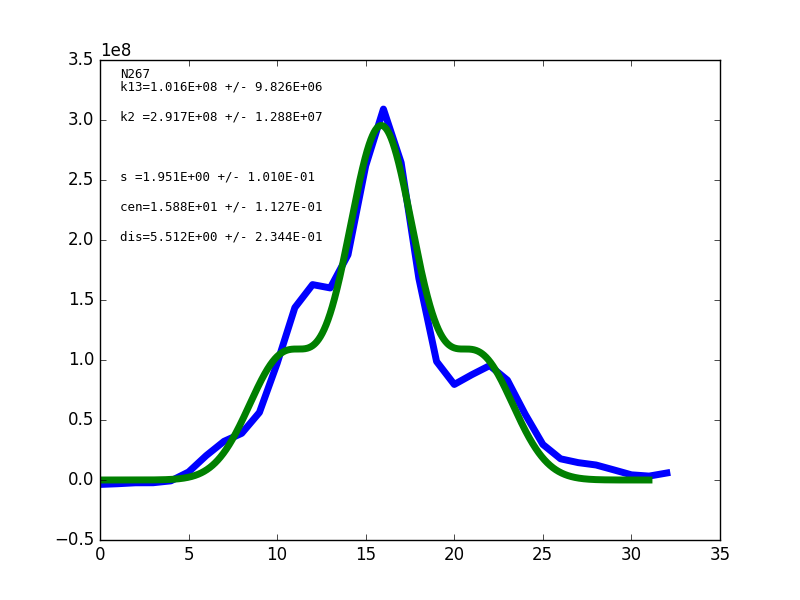 1e8
3.5
3.0
2.5
2.0
1.5
1.0
0.5
0.0
−0.5
N267
k13=1.016E+08 +/- 9.826E+06
k2 =2.917E+08 +/- 1.288E+07
s =1.951E+00 +/- 1.010E-01
cen=1.588E+01 +/- 1.127E-01
dis=5.512E+00 +/- 2.344E-01
0 5 10 15 20 25 30 35